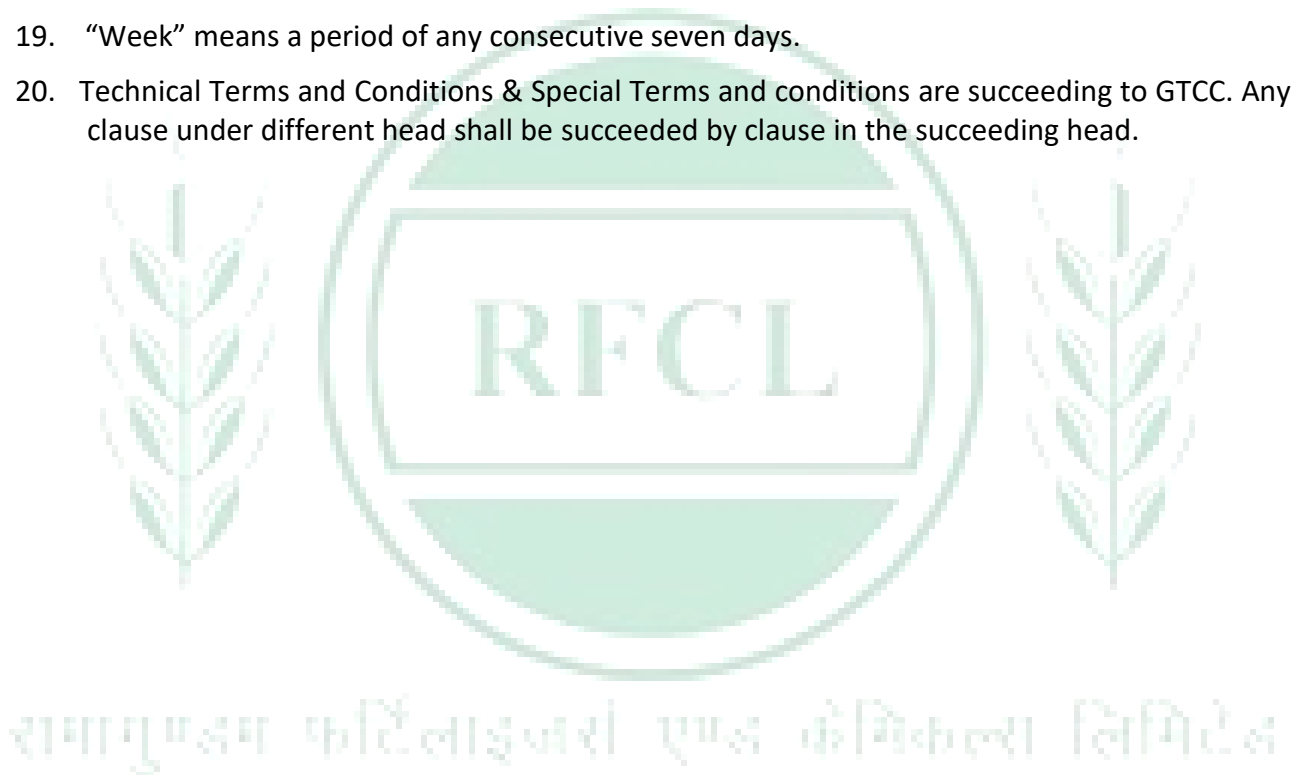 19. “Week” means a period of any consecutive seven days.
20. Technical Terms and Conditions & Special Terms and conditions are succeeding to GTCC. Any
clause under different head shall be succeeded by clause in the succeeding head.
RFCL
रामागुण्डम फर्टिलाइजर्स एण्ड केमिकल्स लिमिटेड